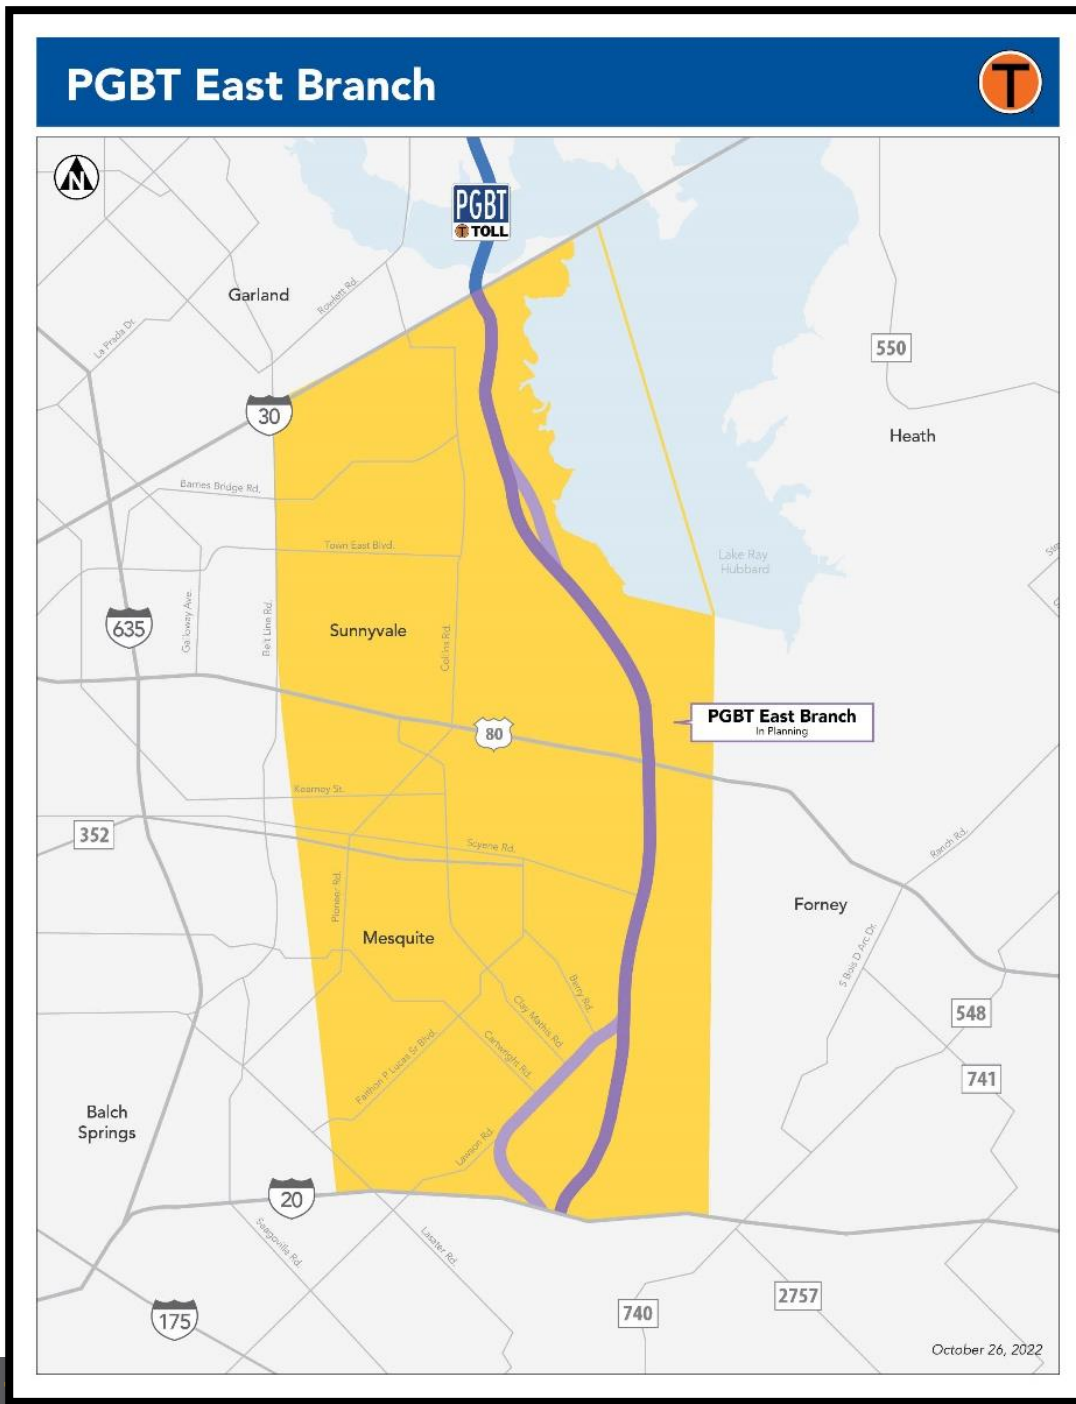 PGBT East Branch
T
N
PGBT
T TOLL
Garland
Rowlett Rd.
La Prada Dr.
550
30
Heath
Barnes Bridge Rd.
Town East Blvd.
Lake Ray
Hubbard
Galloway Ave.
Belt Line Rd.
635
Sunnyvale
Collins Rd.
PGBT East Branch
In Planning
80
Kearney St.
352
Scyene Rd.
Ranch Rd.
Pioneer Rd.
Forney
Mesquite
S Bois D Arc Dr.
Berry Rd.
Clay Mathis Rd.
548
Cartwright Rd.
Faithon P Lucas Sr Blvd.
741
Balch
Springs
Lawson Rd.
20
Seagoville Rd.
Lasater Rd.
2757
740
175
October 26, 2022